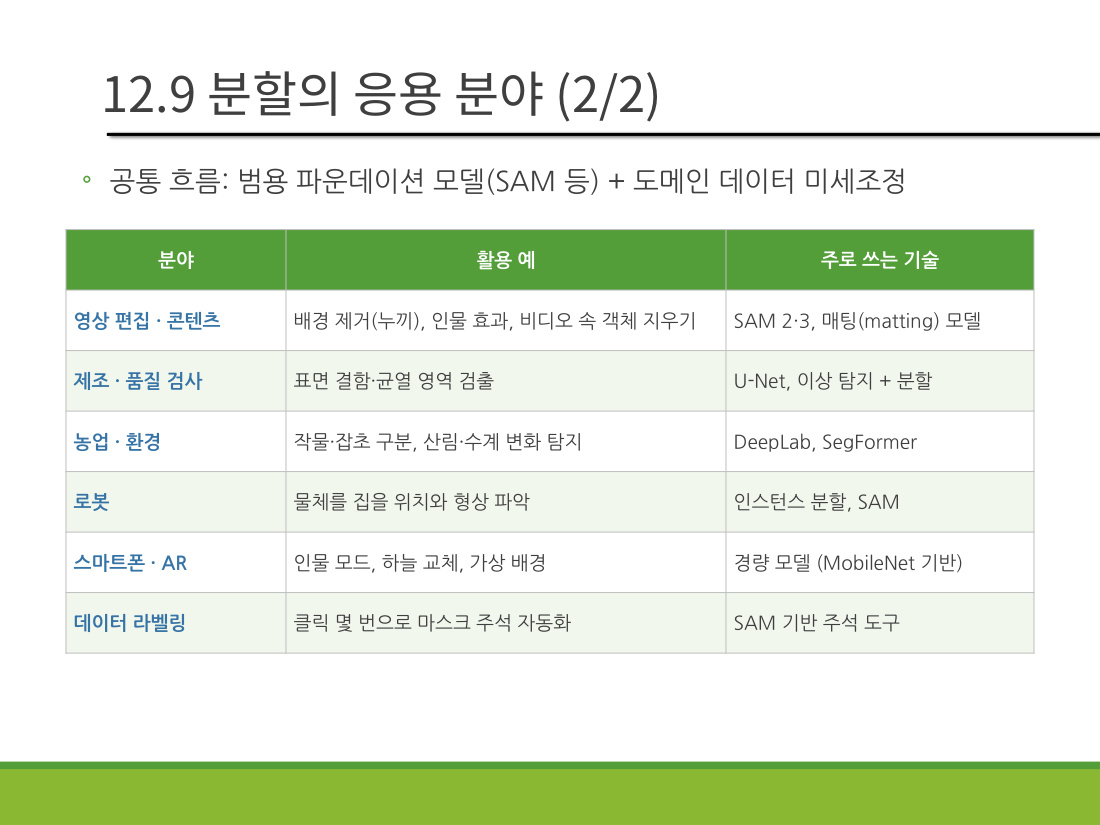 12.9 분할의 응용 분야 (2/2)
공통 흐름: 범용 파운데이션 모델(SAM 등) + 도메인 데이터 미세조정
분야 활용 예 주로 쓰는 기술
영상 편집 · 콘텐츠 배경 제거(누끼), 인물 효과, 비디오 속 객체 지우기 SAM 2·3, 매팅(matting) 모델
제조 · 품질 검사 표면 결함·균열 영역 검출 U-Net, 이상 탐지 + 분할
농업 · 환경 작물·잡초 구분, 산림·수계 변화 탐지 DeepLab, SegFormer
로봇 물체를 집을 위치와 형상 파악 인스턴스 분할, SAM
스마트폰 · AR 인물 모드, 하늘 교체, 가상 배경 경량 모델 (MobileNet 기반)
데이터 라벨링 클릭 몇 번으로 마스크 주석 자동화 SAM 기반 주석 도구